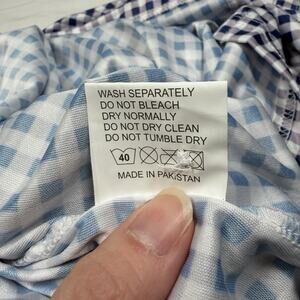 WASH SEPARATELY
DO NOT BLEACH
DRY NORMALLY
DO NOT DRY CLEAN
DO NOT TUMBLE DRY
40
MADE IN PAKISTAN